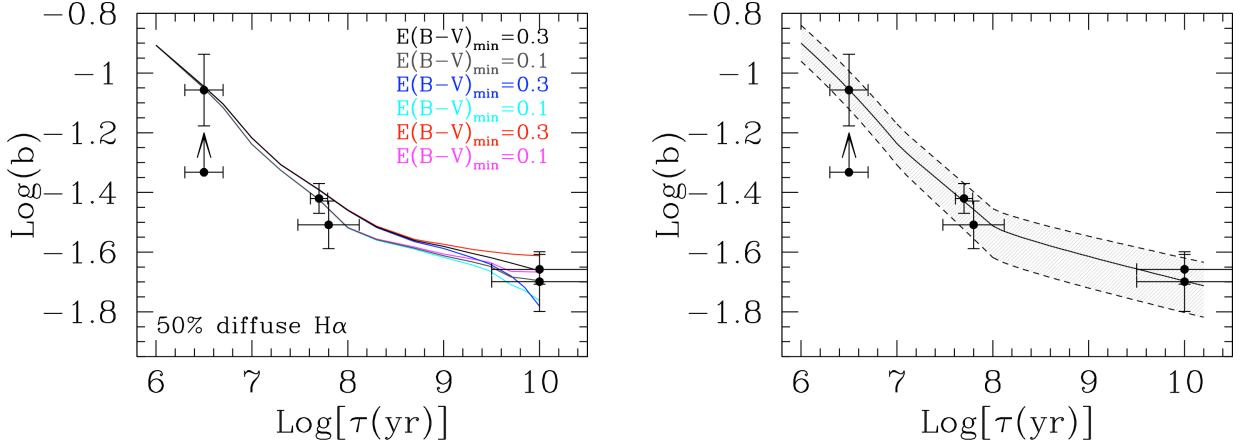 −0.8
−1
−1.2
−1.4
−1.6
−1.8
Log(b)
E(B−V)min=0.3
E(B−V)min=0.1
E(B−V)min=0.3
E(B−V)min=0.1
E(B−V)min=0.3
E(B−V)min=0.1
50% diffuse Hα
6 7 8 9 10
Log[τ(yr)]
−0.8
−1
−1.2
−1.4
−1.6
−1.8
Log(b)
6 7 8 9 10
Log[τ(yr)]